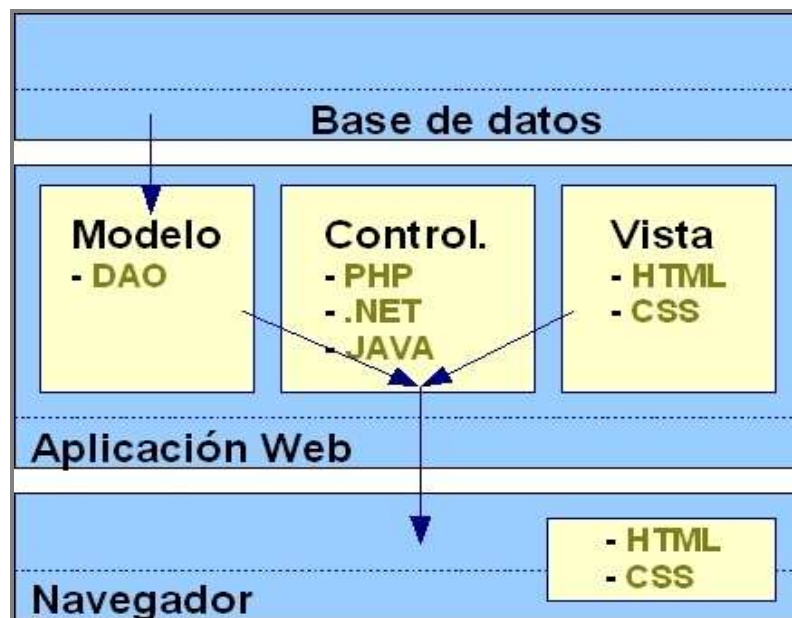 Base de datos
Modelo
- DAO
Control.
- PHP
- .NET
- JAVA
Vista
- HTML
- CSS
Aplicación Web
- HTML
- CSS
Navegador